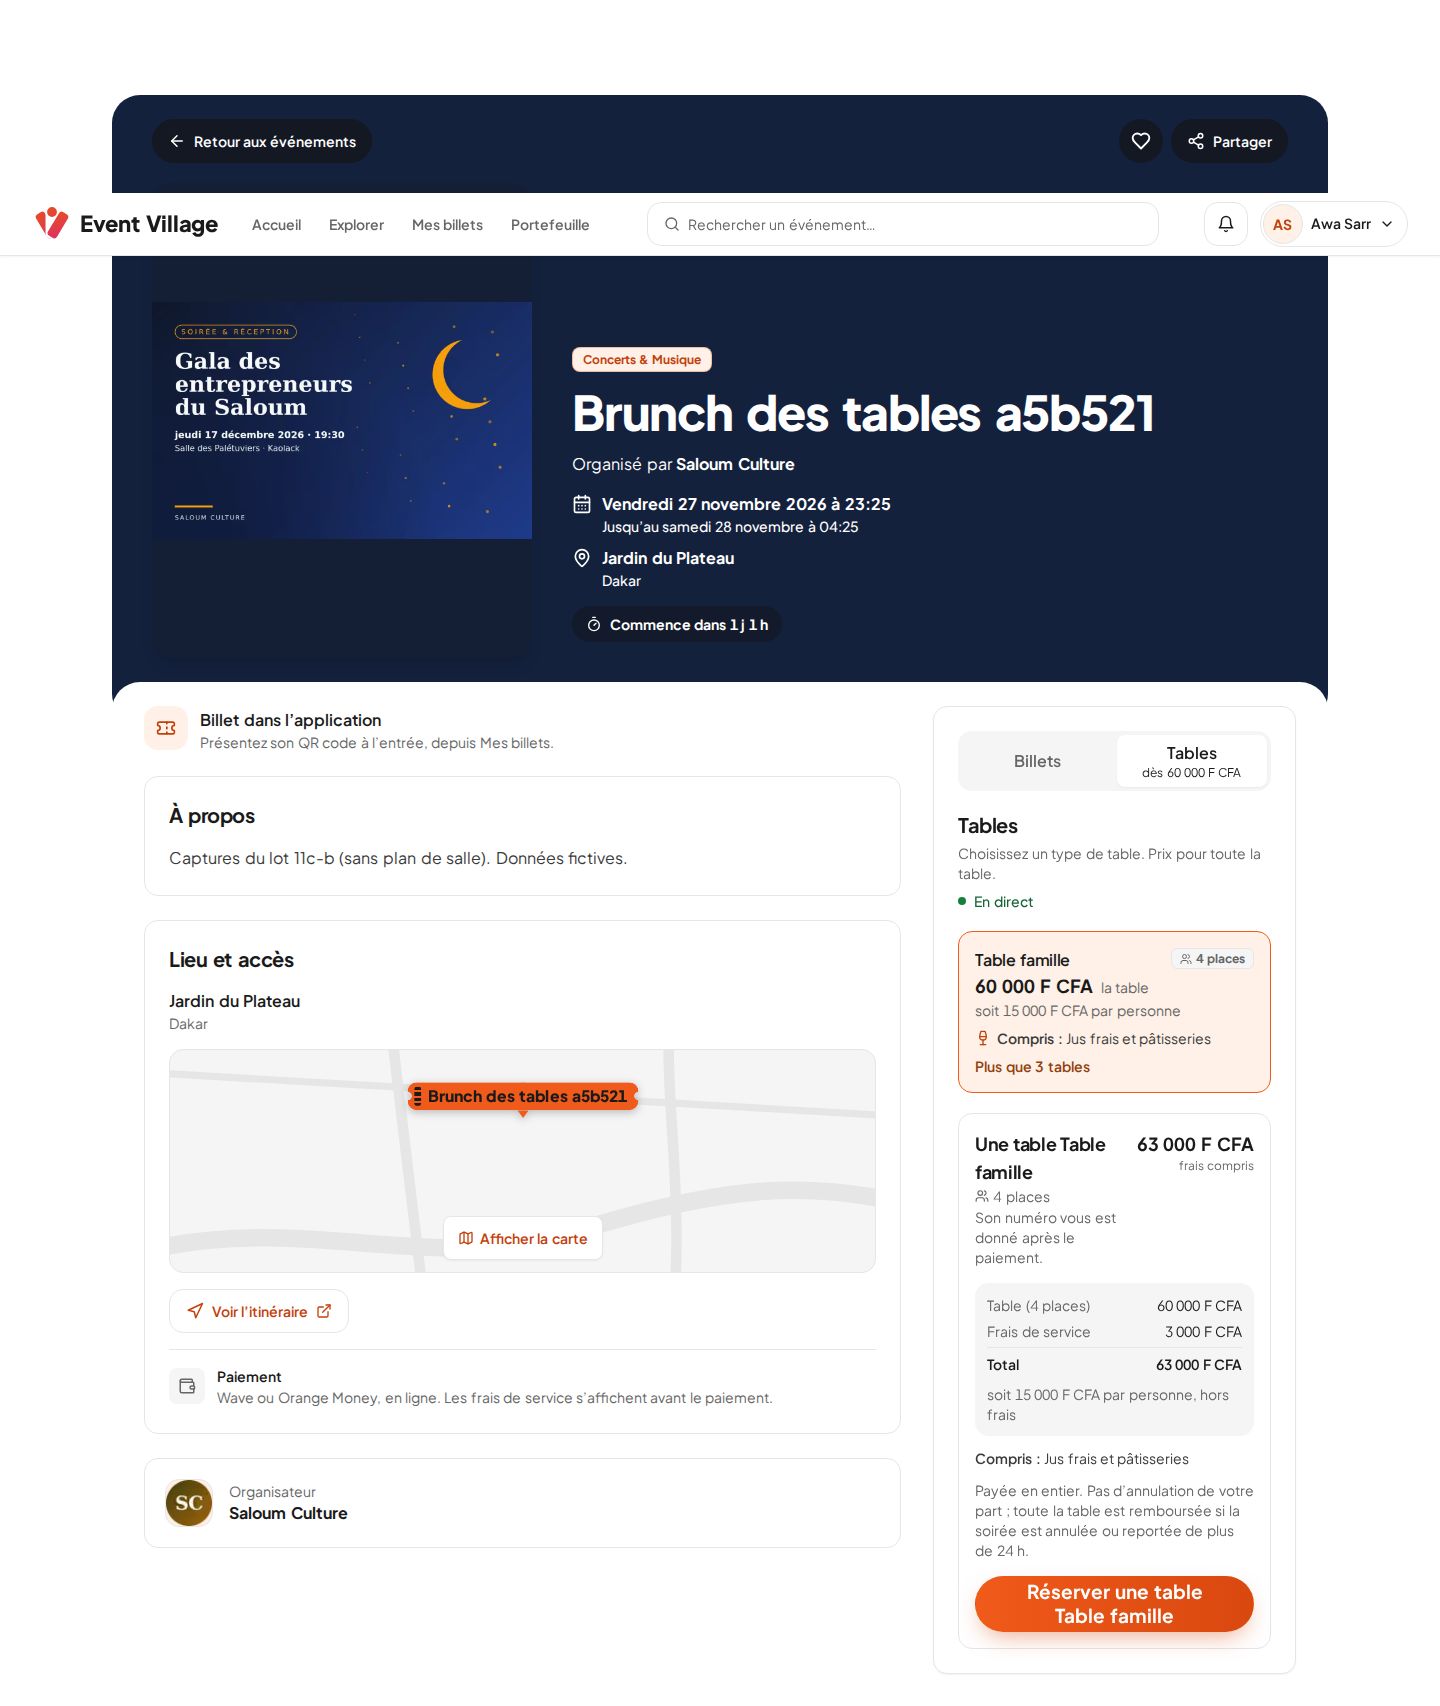 Retour aux événements
Partager
Event Village
Accueil
Explorer
Mes billets
Portefeuille
Rechercher un événement…
AS
Awa Sarr
SOIRÉE & RÉCEPTION
Gala des
entrepreneurs
du Saloum
jeudi 17 décembre 2026 · 19:30
Salle des Palétuviers · Kaolack
SALOUM CULTURE
Concerts & Musique
Brunch des tables a5b521
Organisé par Saloum Culture
Vendredi 27 novembre 2026 à 23:25
Jusqu’au samedi 28 novembre à 04:25
Jardin du Plateau
Dakar
Commence dans 1 j 1 h
Billet dans l’application
Présentez son QR code à l’entrée, depuis Mes billets.
À propos
Captures du lot 11c-b (sans plan de salle). Données fictives.
Lieu et accès
Jardin du Plateau
Dakar
Brunch des tables a5b521
Afficher la carte
Voir l’itinéraire
Paiement
Wave ou Orange Money, en ligne. Les frais de service s’affichent avant le paiement.
SC
Organisateur
Saloum Culture
Billets
Tables
dès 60 000 F CFA
Tables
Choisissez un type de table. Prix pour toute la
table.
En direct
Table famille
4 places
60 000 F CFA la table
soit 15 000 F CFA par personne
Compris : Jus frais et pâtisseries
Plus que 3 tables
Une table Table
famille
63 000 F CFA
frais compris
4 places
Son numéro vous est
donné après le
paiement.
Table (4 places) 60 000 F CFA
Frais de service 3 000 F CFA
Total 63 000 F CFA
soit 15 000 F CFA par personne, hors
frais
Compris : Jus frais et pâtisseries
Payée en entier. Pas d’annulation de votre
part ; toute la table est remboursée si la
soirée est annulée ou reportée de plus
de 24 h.
Réserver une table
Table famille